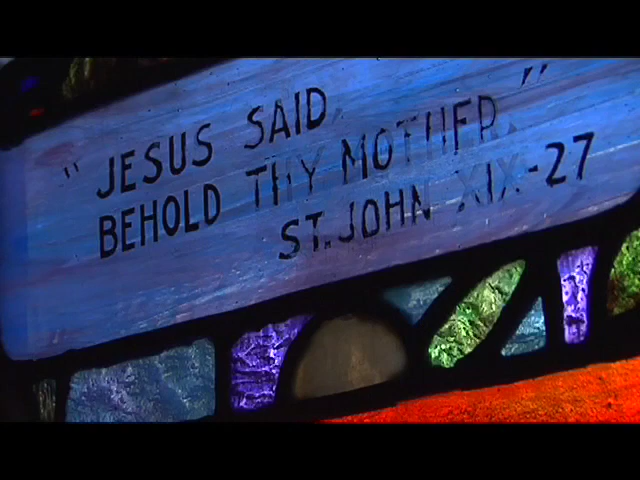 "JESUS SAID,
BEHOLD THY MOTHER."
ST. JOHN XIX-27